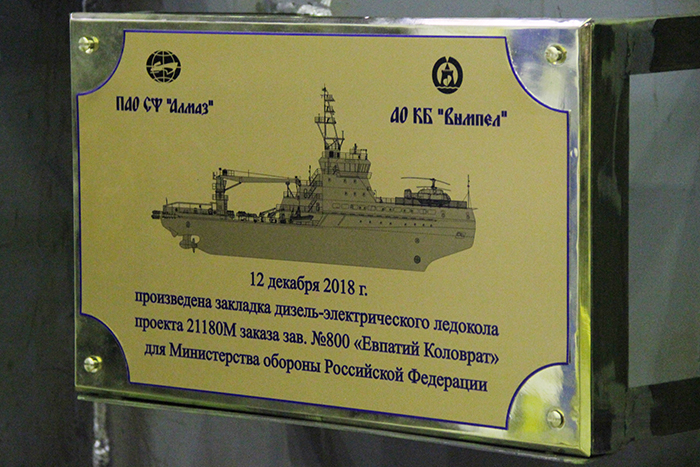 ПАО СФ "Алмаз"
АО КБ "Вымпел"
12 декабря 2018 г.
произведена закладка дизель-электрического ледокола
проекта 21180М заказа зав. №800 «Евпатий Коловрат»
для Министерства обороны Российской Федерации